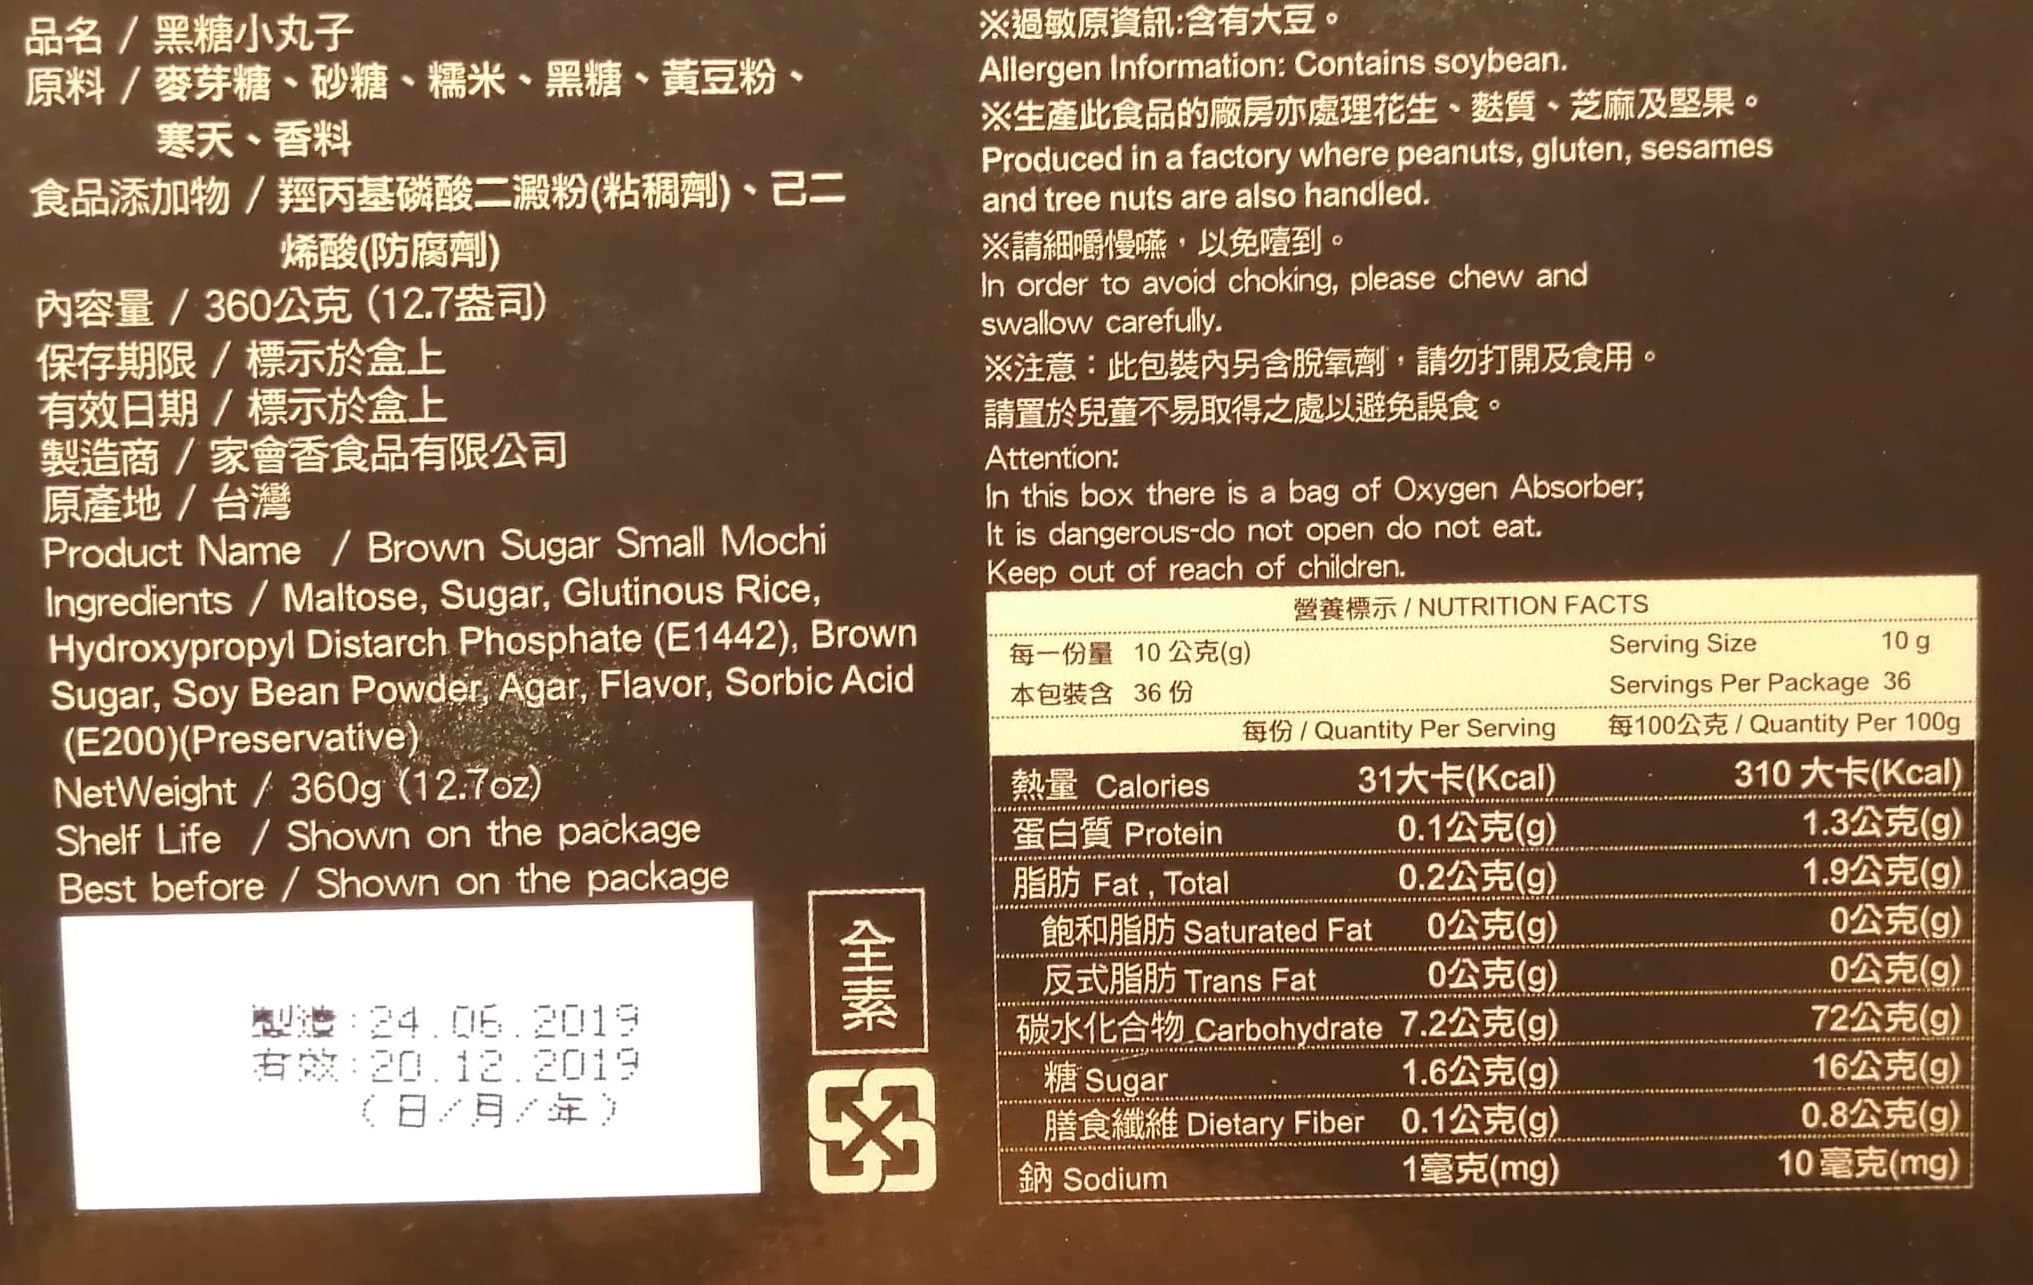 品名 / 黑糖小丸子
原料 / 麥芽糖、砂糖、糯米、黑糖、黃豆粉、
寒天、香料
食品添加物 / 羥丙基磷酸二澱粉(粘稠劑)、己二
烯酸(防腐劑)
內容量 / 360公克 (12.7盎司)
保存期限 / 標示於盒上
有效日期 / 標示於盒上
製造商 / 家會香食品有限公司
原產地 / 台灣
Product Name / Brown Sugar Small Mochi
Ingredients / Maltose, Sugar, Glutinous Rice,
Hydroxypropyl Distarch Phosphate (E1442), Brown
Sugar, Soy Bean Powder, Agar, Flavor, Sorbic Acid
(E200)(Preservative)
NetWeight / 360g (12.7oz)
Shelf Life / Shown on the package
Best before / Shown on the package
製造:24.06.2019
有效:20.12.2019
(日/月/年)
全素
※過敏原資訊:含有大豆。
Allergen Information: Contains soybean.
※生產此食品的廠房亦處理花生、麩質、芝麻及堅果。
Produced in a factory where peanuts, gluten, sesames
and tree nuts are also handled.
※請細嚼慢嚥，以免噎到。
In order to avoid choking, please chew and
swallow carefully.
※注意：此包裝內另含脫氧劑，請勿打開及食用。
請置於兒童不易取得之處以避免誤食。
Attention:
In this box there is a bag of Oxygen Absorber;
It is dangerous-do not open do not eat.
Keep out of reach of children.
營養標示 / NUTRITION FACTS
每一份量 10 公克(g) Serving Size 10 g
本包裝含 36 份 Servings Per Package 36
每份 / Quantity Per Serving 每100公克 / Quantity Per 100g
熱量 Calories 31大卡(Kcal) 310 大卡(Kcal)
蛋白質 Protein 0.1公克(g) 1.3公克(g)
脂肪 Fat , Total 0.2公克(g) 1.9公克(g)
飽和脂肪 Saturated Fat 0公克(g) 0公克(g)
反式脂肪 Trans Fat 0公克(g) 0公克(g)
碳水化合物 Carbohydrate 7.2公克(g) 72公克(g)
糖 Sugar 1.6公克(g) 16公克(g)
膳食纖維 Dietary Fiber 0.1公克(g) 0.8公克(g)
鈉 Sodium 1毫克(mg) 10 毫克(mg)